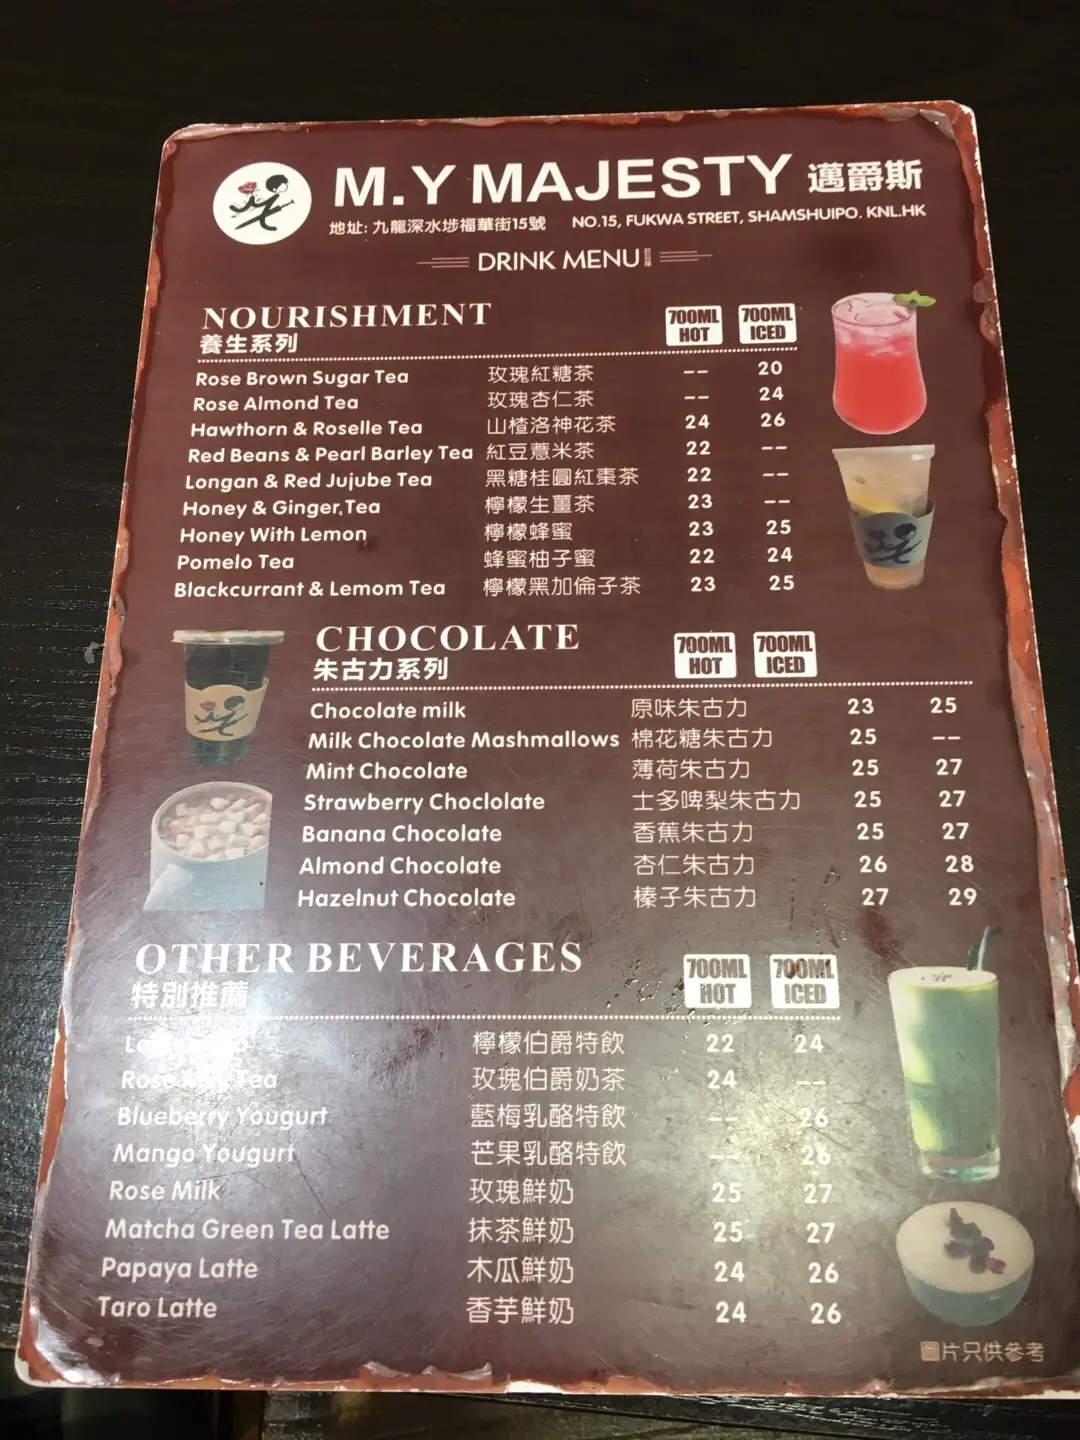 M.Y MAJESTY 邁爵斯
地址: 九龍深水埗福華街15號 NO.15, FUKWA STREET, SHAMSHUIPO. KNL.HK
DRINK MENU
NOURISHMENT 700ML HOT 700ML ICED
養生系列
Rose Brown Sugar Tea 玫瑰紅糖茶 -- 20
Rose Almond Tea 玫瑰杏仁茶 -- 24
Hawthorn & Roselle Tea 山楂洛神花茶 24 26
Red Beans & Pearl Barley Tea 紅豆薏米茶 22 --
Longan & Red Jujube Tea 黑糖桂圓紅棗茶 22 --
Honey & Ginger Tea 檸檬生薑茶 23 --
Honey With Lemon 檸檬蜂蜜 23 25
Pomelo Tea 蜂蜜柚子蜜 22 24
Blackcurrant & Lemom Tea 檸檬黑加倫子茶 23 25
CHOCOLATE 700ML HOT 700ML ICED
朱古力系列
Chocolate milk 原味朱古力 23 25
Milk Chocolate Mashmallows 棉花糖朱古力 25 --
Mint Chocolate 薄荷朱古力 25 27
Strawberry Choclolate 士多啤梨朱古力 25 27
Banana Chocolate 香蕉朱古力 25 27
Almond Chocolate 杏仁朱古力 26 28
Hazelnut Chocolate 榛子朱古力 27 29
OTHER BEVERAGES 700ML HOT 700ML ICED
特別推薦
檸檬伯爵特飲 22 24
Rose Milk Tea 玫瑰伯爵奶茶 24 --
Blueberry Yougurt 藍梅乳酪特飲 -- 26
Mango Yougurt 芒果乳酪特飲 -- 26
Rose Milk 玫瑰鮮奶 25 27
Matcha Green Tea Latte 抹茶鮮奶 25 27
Papaya Latte 木瓜鮮奶 24 26
Taro Latte 香芋鮮奶 24 26
圖片只供參考